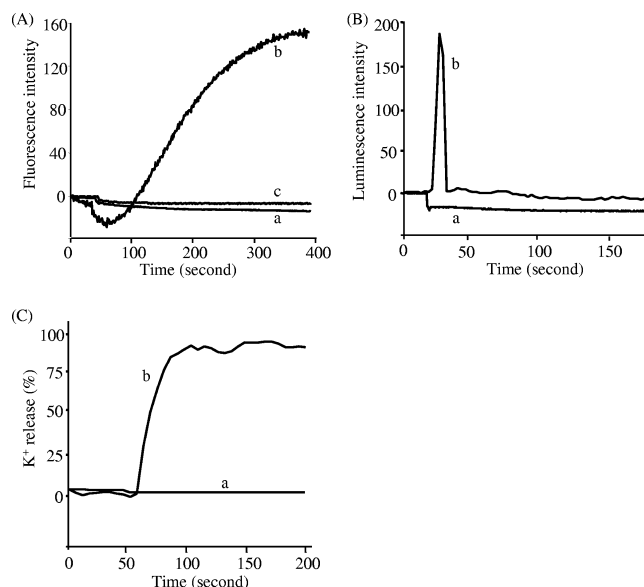 (A)
Fluorescence intensity
160
120
80
40
0
b
c
a
0 100 200 300 400
Time (second)
(B)
Luminescence intensity
200
150
100
50
0
b
a
0 50 100 150
Time (second)
(C)
K+ release (%)
100
75
50
25
0
b
a
0 50 100 150 200
Time (second)